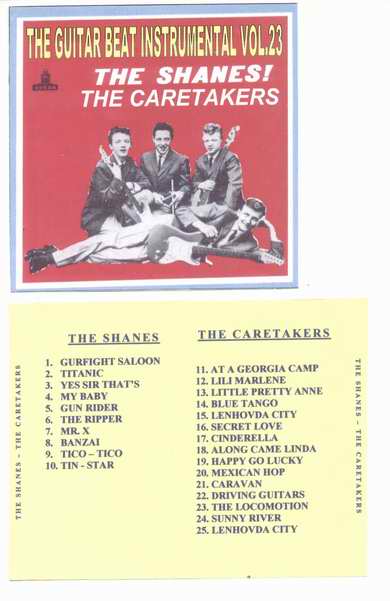 THE GUITAR BEAT INSTRUMENTAL VOL.23
THE SHANES!
THE CARETAKERS
THE SHANES
1. GURFIGHT SALOON
2. TITANIC
3. YES SIR THAT'S
4. MY BABY
5. GUN RIDER
6. THE RIPPER
7. MR. X
8. BANZAI
9. TICO – TICO
10. TIN - STAR
THE CARETAKERS
11. AT A GEORGIA CAMP
12. LILI MARLENE
13. LITTLE PRETTY ANNE
14. BLUE TANGO
15. LENHOVDA CITY
16. SECRET LOVE
17. CINDERELLA
18. ALONG CAME LINDA
19. HAPPY GO LUCKY
20. MEXICAN HOP
21. CARAVAN
22. DRIVING GUITARS
23. THE LOCOMOTION
24. SUNNY RIVER
25. LENHOVDA CITY
THE SHANES – THE CARETAKERS
THE SHANES – THE CARETAKERS